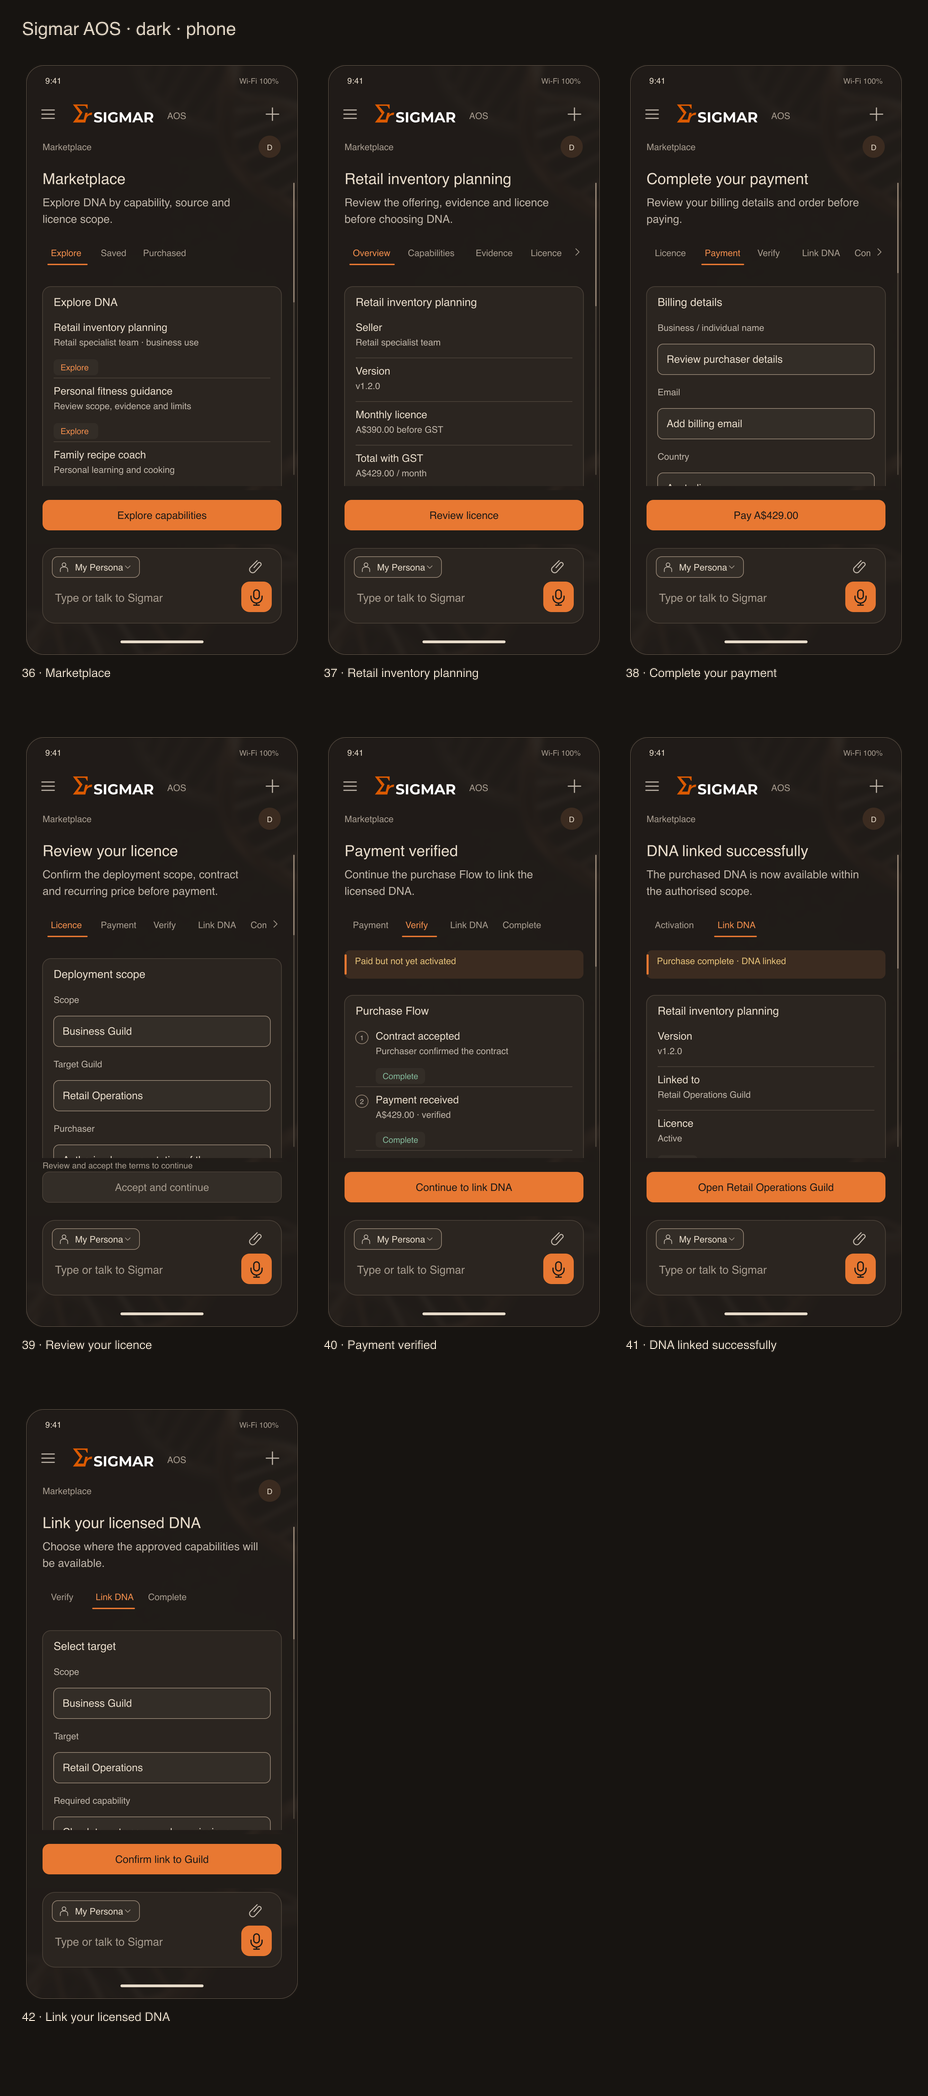 Sigmar AOS · dark · phone
9:41
Wi-Fi 100%
SIGMAR AOS
Marketplace
D
Marketplace
Explore DNA by capability, source and
licence scope.
Explore Saved Purchased
Explore DNA
Retail inventory planning
Retail specialist team · business use
Explore
Personal fitness guidance
Review scope, evidence and limits
Explore
Family recipe coach
Personal learning and cooking
Explore capabilities
My Persona
Type or talk to Sigmar
36 · Marketplace
9:41
Wi-Fi 100%
SIGMAR AOS
Marketplace
D
Retail inventory planning
Review the offering, evidence and licence
before choosing DNA.
Overview Capabilities Evidence Licence
Retail inventory planning
Seller
Retail specialist team
Version
v1.2.0
Monthly licence
A$390.00 before GST
Total with GST
A$429.00 / month
Review licence
My Persona
Type or talk to Sigmar
37 · Retail inventory planning
9:41
Wi-Fi 100%
SIGMAR AOS
Marketplace
D
Complete your payment
Review your billing details and order before
paying.
Licence Payment Verify Link DNA Con
Billing details
Business / individual name
Review purchaser details
Email
Add billing email
Country
Pay A$429.00
My Persona
Type or talk to Sigmar
38 · Complete your payment
9:41
Wi-Fi 100%
SIGMAR AOS
Marketplace
D
Review your licence
Confirm the deployment scope, contract
and recurring price before payment.
Licence Payment Verify Link DNA Con
Deployment scope
Scope
Business Guild
Target Guild
Retail Operations
Purchaser
Review and accept the terms to continue
Accept and continue
My Persona
Type or talk to Sigmar
39 · Review your licence
9:41
Wi-Fi 100%
SIGMAR AOS
Marketplace
D
Payment verified
Continue the purchase Flow to link the
licensed DNA.
Payment Verify Link DNA Complete
Paid but not yet activated
Purchase Flow
1 Contract accepted
Purchaser confirmed the contract
Complete
2 Payment received
A$429.00 · verified
Complete
Continue to link DNA
My Persona
Type or talk to Sigmar
40 · Payment verified
9:41
Wi-Fi 100%
SIGMAR AOS
Marketplace
D
DNA linked successfully
The purchased DNA is now available within
the authorised scope.
Activation Link DNA
Purchase complete · DNA linked
Retail inventory planning
Version
v1.2.0
Linked to
Retail Operations Guild
Licence
Active
Open Retail Operations Guild
My Persona
Type or talk to Sigmar
41 · DNA linked successfully
9:41
Wi-Fi 100%
SIGMAR AOS
Marketplace
D
Link your licensed DNA
Choose where the approved capabilities will
be available.
Verify Link DNA Complete
Select target
Scope
Business Guild
Target
Retail Operations
Required capability
Confirm link to Guild
My Persona
Type or talk to Sigmar
42 · Link your licensed DNA